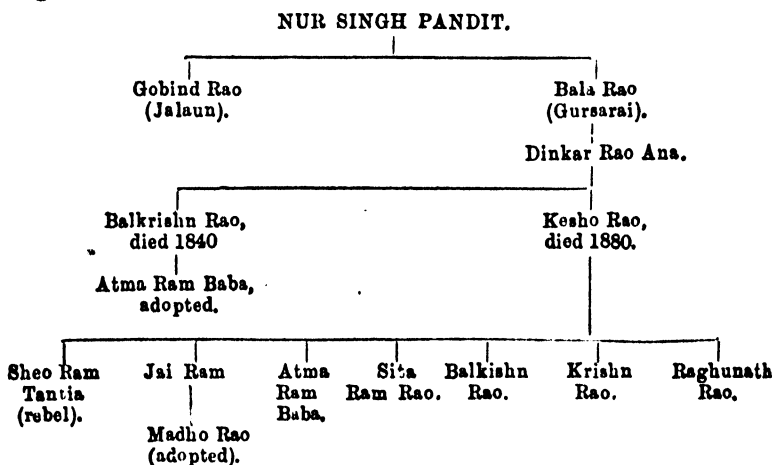 NUR SINGH PANDIT.
Gobind Rao
(Jalaun).
Bala Rao
(Gursarai).
Dinkar Rao Ana.
Balkrishn Rao,
died 1840
Kesho Rao,
died 1880.
Atma Ram Baba,
adopted.
Sheo Ram
Tantia
(rebel).
Jai Ram
Atma
Ram
Baba.
Sita
Ram Rao.
Balkishn
Rao.
Krishn
Rao.
Raghunath
Rao.
Madho Rao
(adopted).